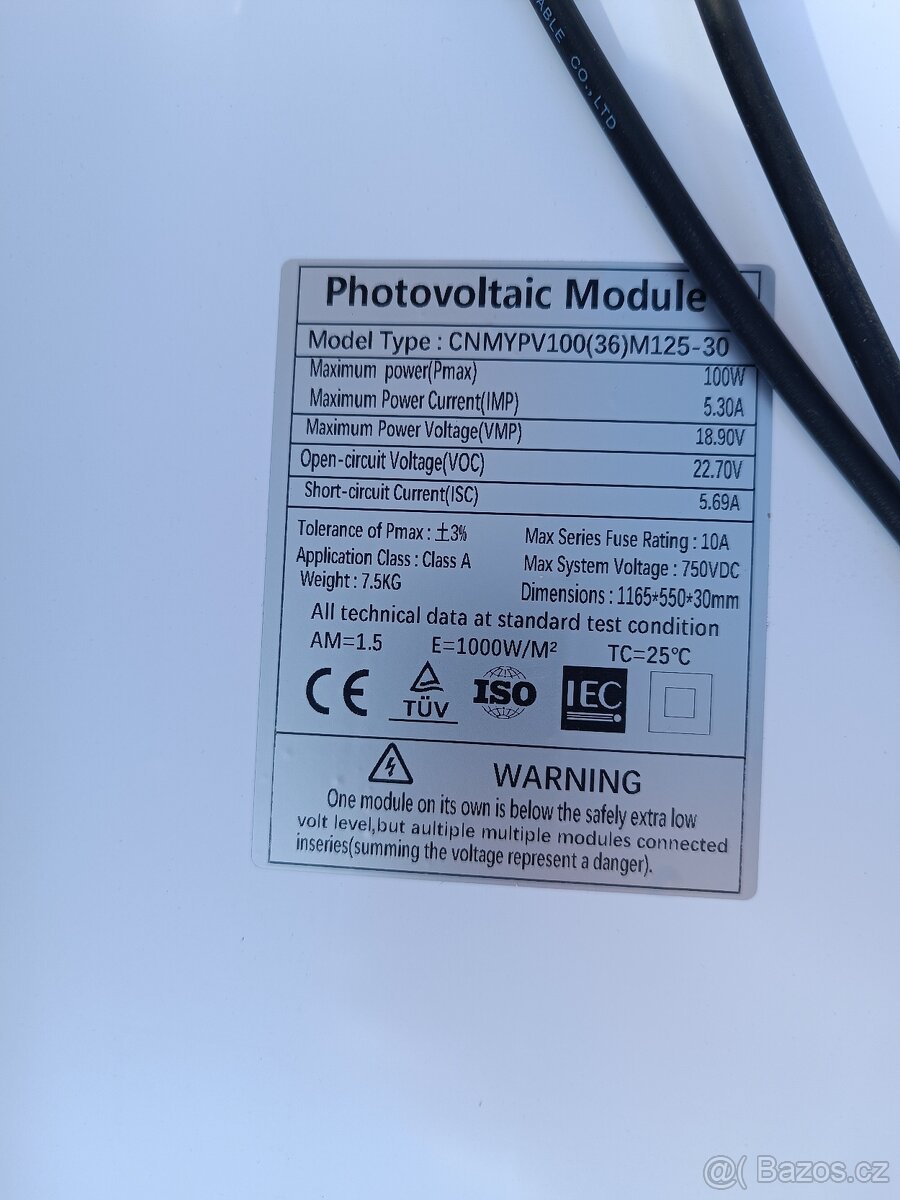 ABLE CO.,LTD
Photovoltaic Module
Model Type : CNMYPV100(36)M125-30
Maximum power(Pmax) 100W
Maximum Power Current(IMP) 5.30A
Maximum Power Voltage(VMP) 18.90V
Open-circuit Voltage(VOC) 22.70V
Short-circuit Current(ISC) 5.69A
Tolerance of Pmax : ±3% Max Series Fuse Rating : 10A
Application Class : Class A Max System Voltage : 750VDC
Weight : 7.5KG Dimensions : 1165*550*30mm
All technical data at standard test condition
AM=1.5 E=1000W/M² TC=25℃
CE TÜV ISO IEC
WARNING
One module on its own is below the safely extra low
volt level,but aultiple multiple modules connected
inseries(summing the voltage represent a danger).
@( Bazos.cz